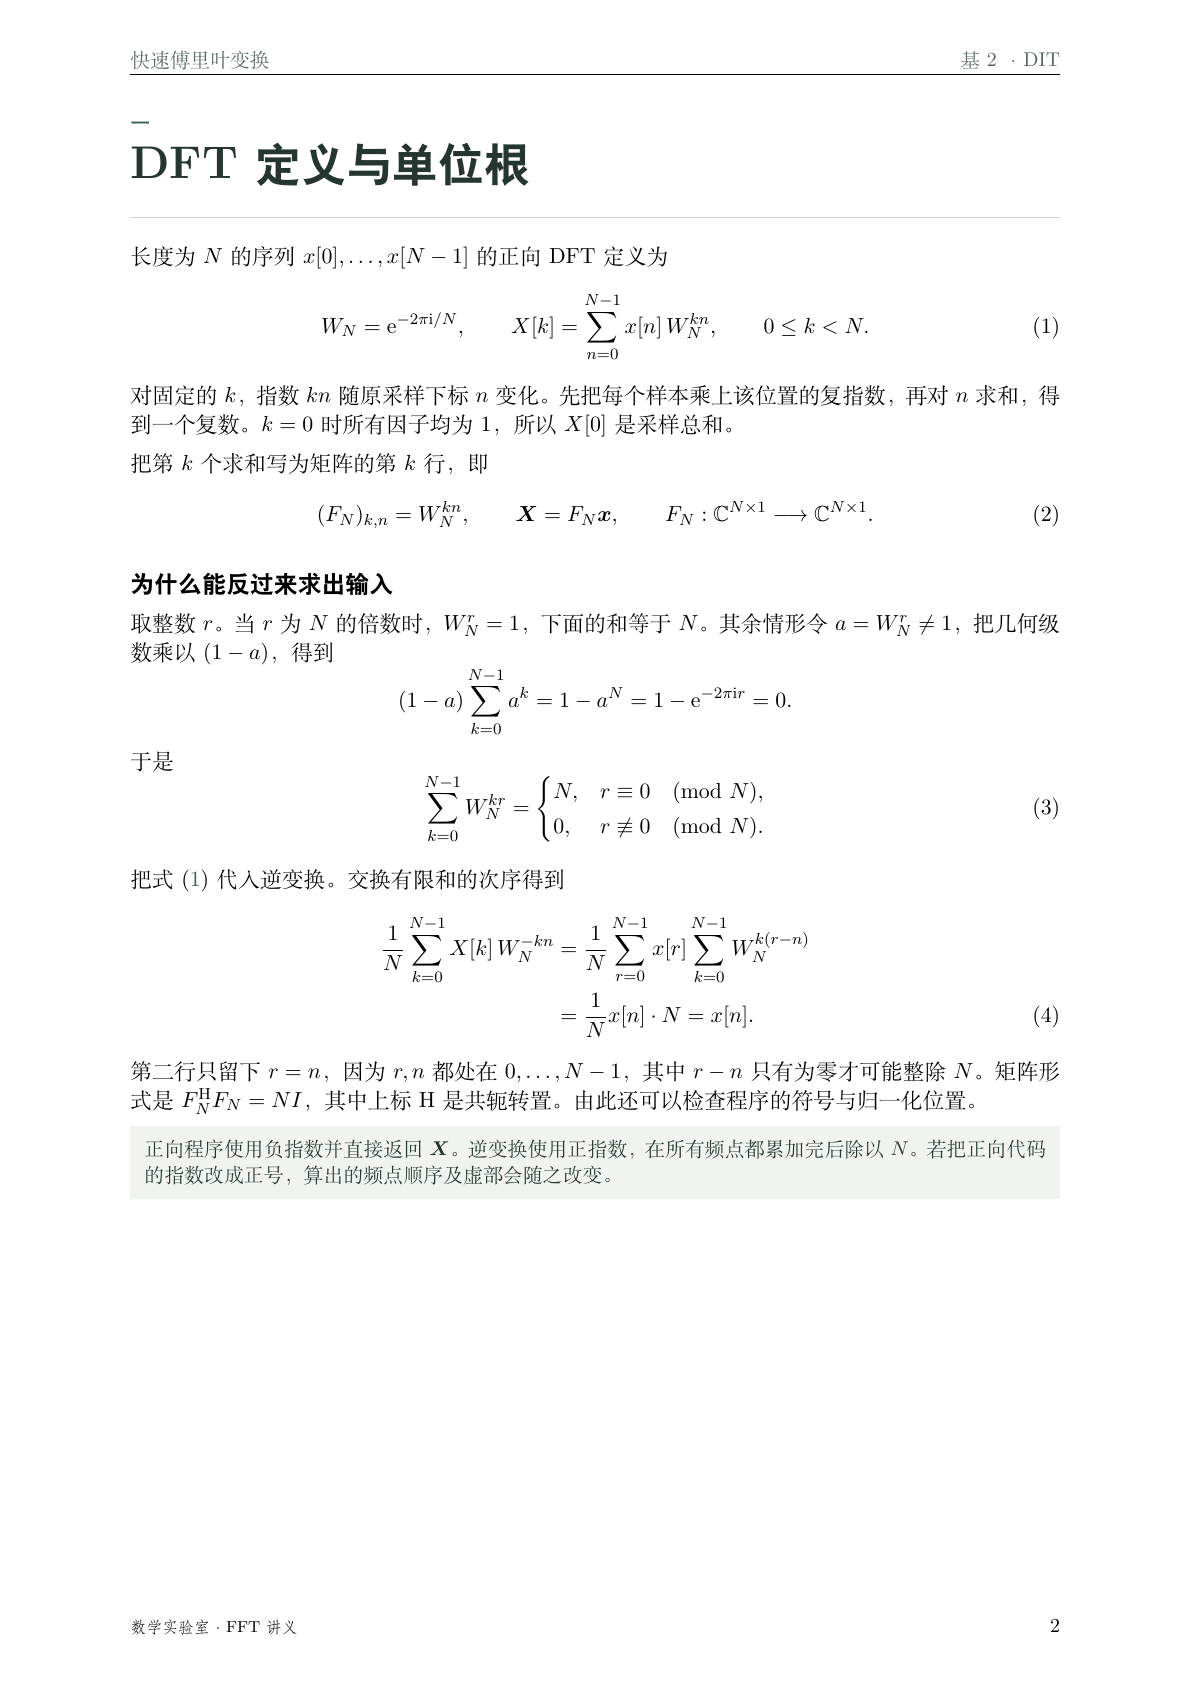 快速傅里叶变换 基 2 · DIT
DFT 定义与单位根
长度为 N 的序列 x[0], . . . , x[N − 1] 的正向 DFT 定义为
W_N = e^{−2πi/N}, X[k] = ∑_{n=0}^{N−1} x[n] W_N^{kn}, 0 ≤ k < N. (1)
对固定的 k，指数 kn 随原采样下标 n 变化。先把每个样本乘上该位置的复指数，再对 n 求和，得
到一个复数。k = 0 时所有因子均为 1，所以 X[0] 是采样总和。
把第 k 个求和写为矩阵的第 k 行，即
(F_N)_{k,n} = W_N^{kn}, X = F_N x, F_N : ℂ^{N×1} ⟶ ℂ^{N×1}. (2)
为什么能反过来求出输入
取整数 r。当 r 为 N 的倍数时，W_N^r = 1，下面的和等于 N。其余情形令 a = W_N^r ≠ 1，把几何级
数乘以 (1 − a)，得到
(1 − a) ∑_{k=0}^{N−1} a^k = 1 − a^N = 1 − e^{−2πir} = 0.
于是
∑_{k=0}^{N−1} W_N^{kr} = { N, r ≡ 0 (mod N),
0, r ≢ 0 (mod N). (3)
把式 (1) 代入逆变换。交换有限和的次序得到
1/N ∑_{k=0}^{N−1} X[k] W_N^{−kn} = 1/N ∑_{r=0}^{N−1} x[r] ∑_{k=0}^{N−1} W_N^{k(r−n)}
= 1/N x[n] · N = x[n]. (4)
第二行只留下 r = n，因为 r, n 都处在 0, . . . , N − 1，其中 r − n 只有为零才可能整除 N。矩阵形
式是 F_N^H F_N = NI，其中上标 H 是共轭转置。由此还可以检查程序的符号与归一化位置。
正向程序使用负指数并直接返回 X。逆变换使用正指数，在所有频点都累加完后除以 N。若把正向代码
的指数改成正号，算出的频点顺序及虚部会随之改变。
数学实验室 · FFT 讲义 2